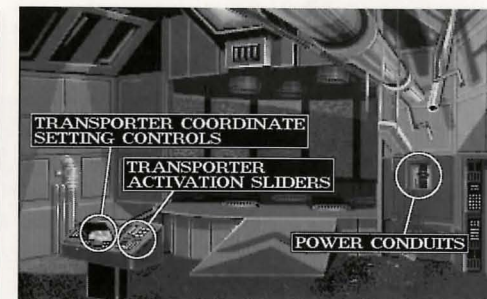 TRANSPORTER COORDINATE
SETTING CONTROLS
TRANSPORTER
ACTIVATION SLIDERS
POWER CONDUITS